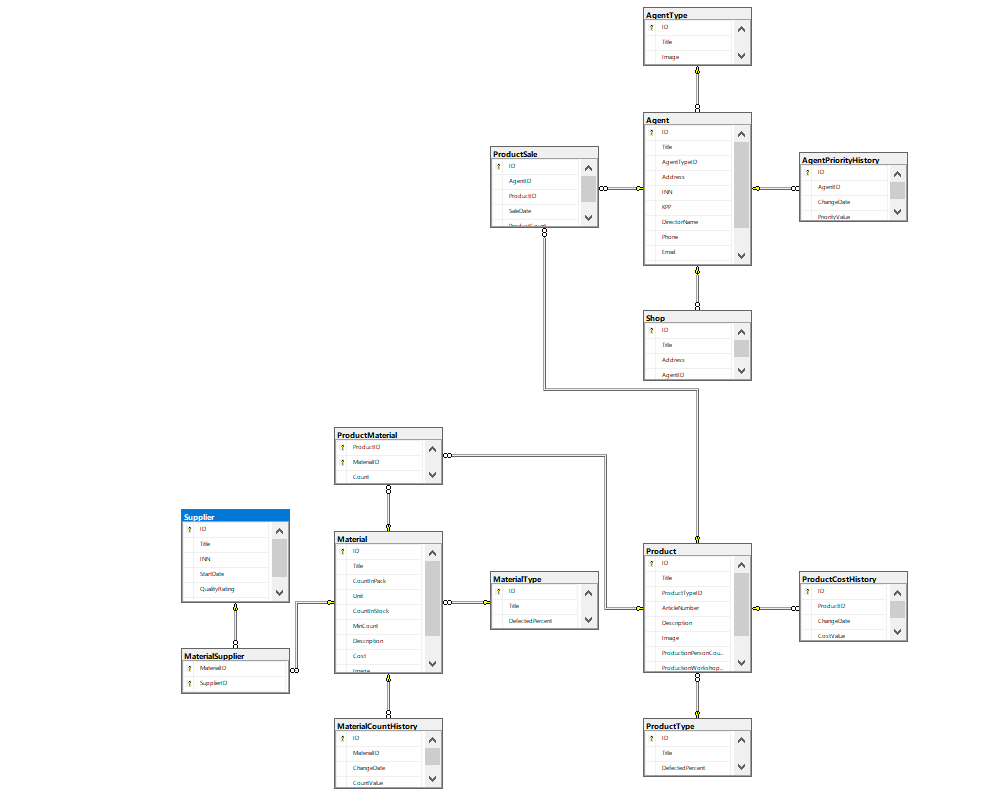 AgentType
ID
Title
Image
Agent
ID
Title
AgentTypeID
Address
INN
KPP
DirectorName
Phone
Email
ProductSale
ID
AgentID
ProductID
SaleDate
ProductCount
AgentPriorityHistory
ID
AgentID
ChangeDate
PriorityValue
Shop
ID
Title
Address
AgentID
ProductMaterial
ProductID
MaterialID
Count
Supplier
ID
Title
INN
StartDate
QualityRating
Material
ID
Title
CountInPack
Unit
CountInStock
MinCount
Description
Cost
Image
MaterialType
ID
Title
DefectedPercent
Product
ID
Title
ProductTypeID
ArticleNumber
Description
Image
ProductionPersonCou...
ProductionWorkshop...
ProductCostHistory
ID
ProductID
ChangeDate
CostValue
MaterialSupplier
MaterialID
SupplierID
MaterialCountHistory
ID
MaterialID
ChangeDate
CountValue
ProductType
ID
Title
DefectedPercent